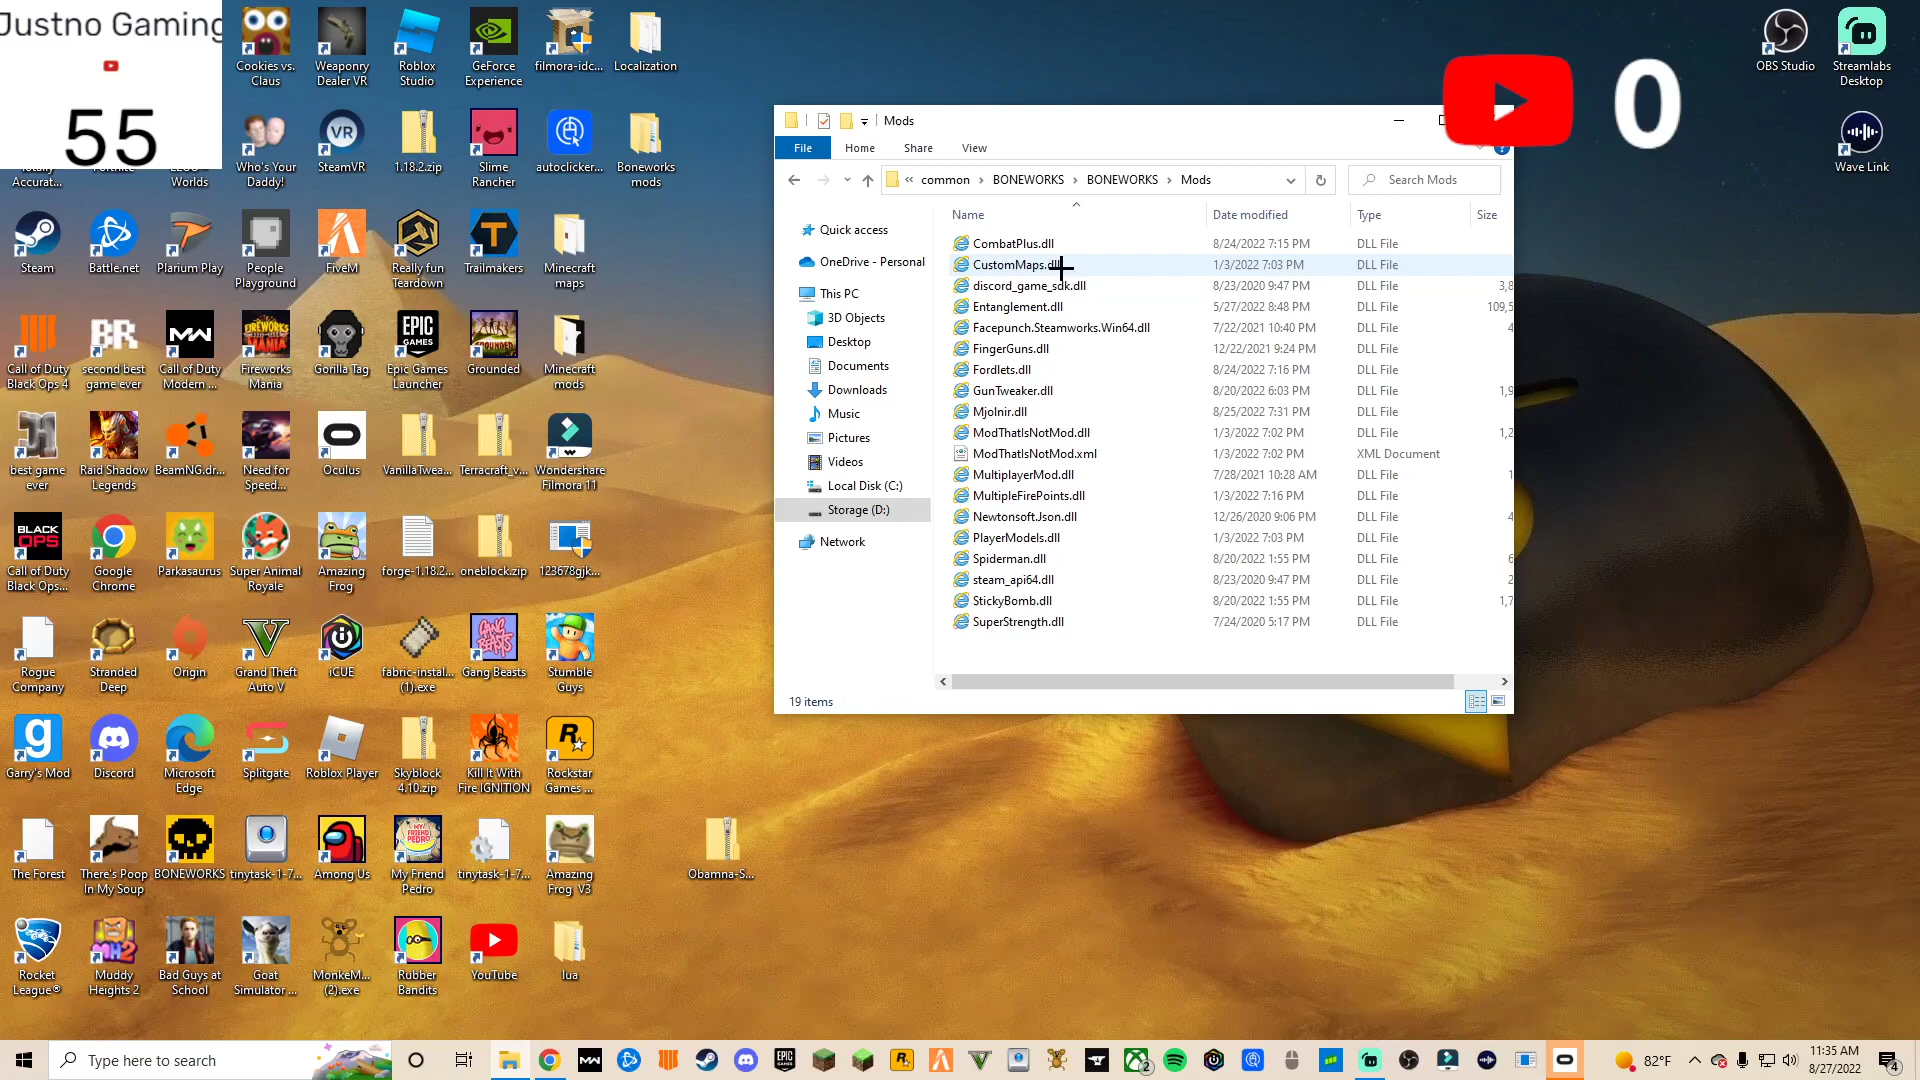 Justno Gaming
55
Totally Accurat...
Fortnite
LEGO Worlds
Cookies vs. Claus
Weaponry Dealer VR
Roblox Studio
GeForce Experience
filmora-idc...
Localization
Who's Your Daddy!
SteamVR
1.18.2.zip
Slime Rancher
autoclicker...
Boneworks mods
Steam
Battle.net
Plarium Play
People Playground
FiveM
Really fun Teardown
Trailmakers
Minecraft maps
Call of Duty Black Ops 4
second best game ever
Call of Duty Modern ...
Fireworks Mania
Gorilla Tag
Epic Games Launcher
Grounded
Minecraft mods
best game ever
Raid Shadow Legends
BeamNG.dr...
Need for Speed...
Oculus
VanillaTwea...
Terracraft_v...
Wondershare Filmora 11
Call of Duty Black Ops...
Google Chrome
Parkasaurus
Super Animal Royale
Amazing Frog
forge-1.18.2...
oneblock.zip
123678gjk...
Rogue Company
Stranded Deep
Origin
Grand Theft Auto V
iCUE
fabric-instal... (1).exe
Gang Beasts
Stumble Guys
Garry's Mod
Discord
Microsoft Edge
Splitgate
Roblox Player
Skyblock 4.10.zip
Kill It With Fire IGNITION
Rockstar Games ...
The Forest
There's Poop In My Soup
BONEWORKS
tinytask-1-7...
Among Us
My Friend Pedro
tinytask-1-7...
Amazing Frog V3
Obamna-S...
Rocket League®
Muddy Heights 2
Bad Guys at School
Goat Simulator ...
MonkeM... (2).exe
Rubber Bandits
YouTube
lua
0
OBS Studio
Streamlabs Desktop
Wave Link
Mods
File Home Share View
« common › BONEWORKS › BONEWORKS › Mods
Search Mods
Quick access
OneDrive - Personal
This PC
3D Objects
Desktop
Documents
Downloads
Music
Pictures
Videos
Local Disk (C:)
Storage (D:)
Network
Name Date modified Type Size
CombatPlus.dll 8/24/2022 7:15 PM DLL File
CustomMaps.dll 1/3/2022 7:03 PM DLL File
discord_game_sdk.dll 8/23/2020 9:47 PM DLL File 3,8
Entanglement.dll 5/27/2022 8:48 PM DLL File 109,5
Facepunch.Steamworks.Win64.dll 7/22/2021 10:40 PM DLL File 4
FingerGuns.dll 12/22/2021 9:24 PM DLL File
Fordlets.dll 8/24/2022 7:16 PM DLL File
GunTweaker.dll 8/20/2022 6:03 PM DLL File 1,9
Mjolnir.dll 8/25/2022 7:31 PM DLL File
ModThatIsNotMod.dll 1/3/2022 7:02 PM DLL File 1,2
ModThatIsNotMod.xml 1/3/2022 7:02 PM XML Document
MultiplayerMod.dll 7/28/2021 10:28 AM DLL File 1
MultipleFirePoints.dll 1/3/2022 7:16 PM DLL File
Newtonsoft.Json.dll 12/26/2020 9:06 PM DLL File 4
PlayerModels.dll 1/3/2022 7:03 PM DLL File
Spiderman.dll 8/20/2022 1:55 PM DLL File 6
steam_api64.dll 8/23/2020 9:47 PM DLL File 2
StickyBomb.dll 8/20/2022 1:55 PM DLL File 1,7
SuperStrength.dll 7/24/2020 5:17 PM DLL File
19 items
Type here to search
82°F
11:35 AM
8/27/2022